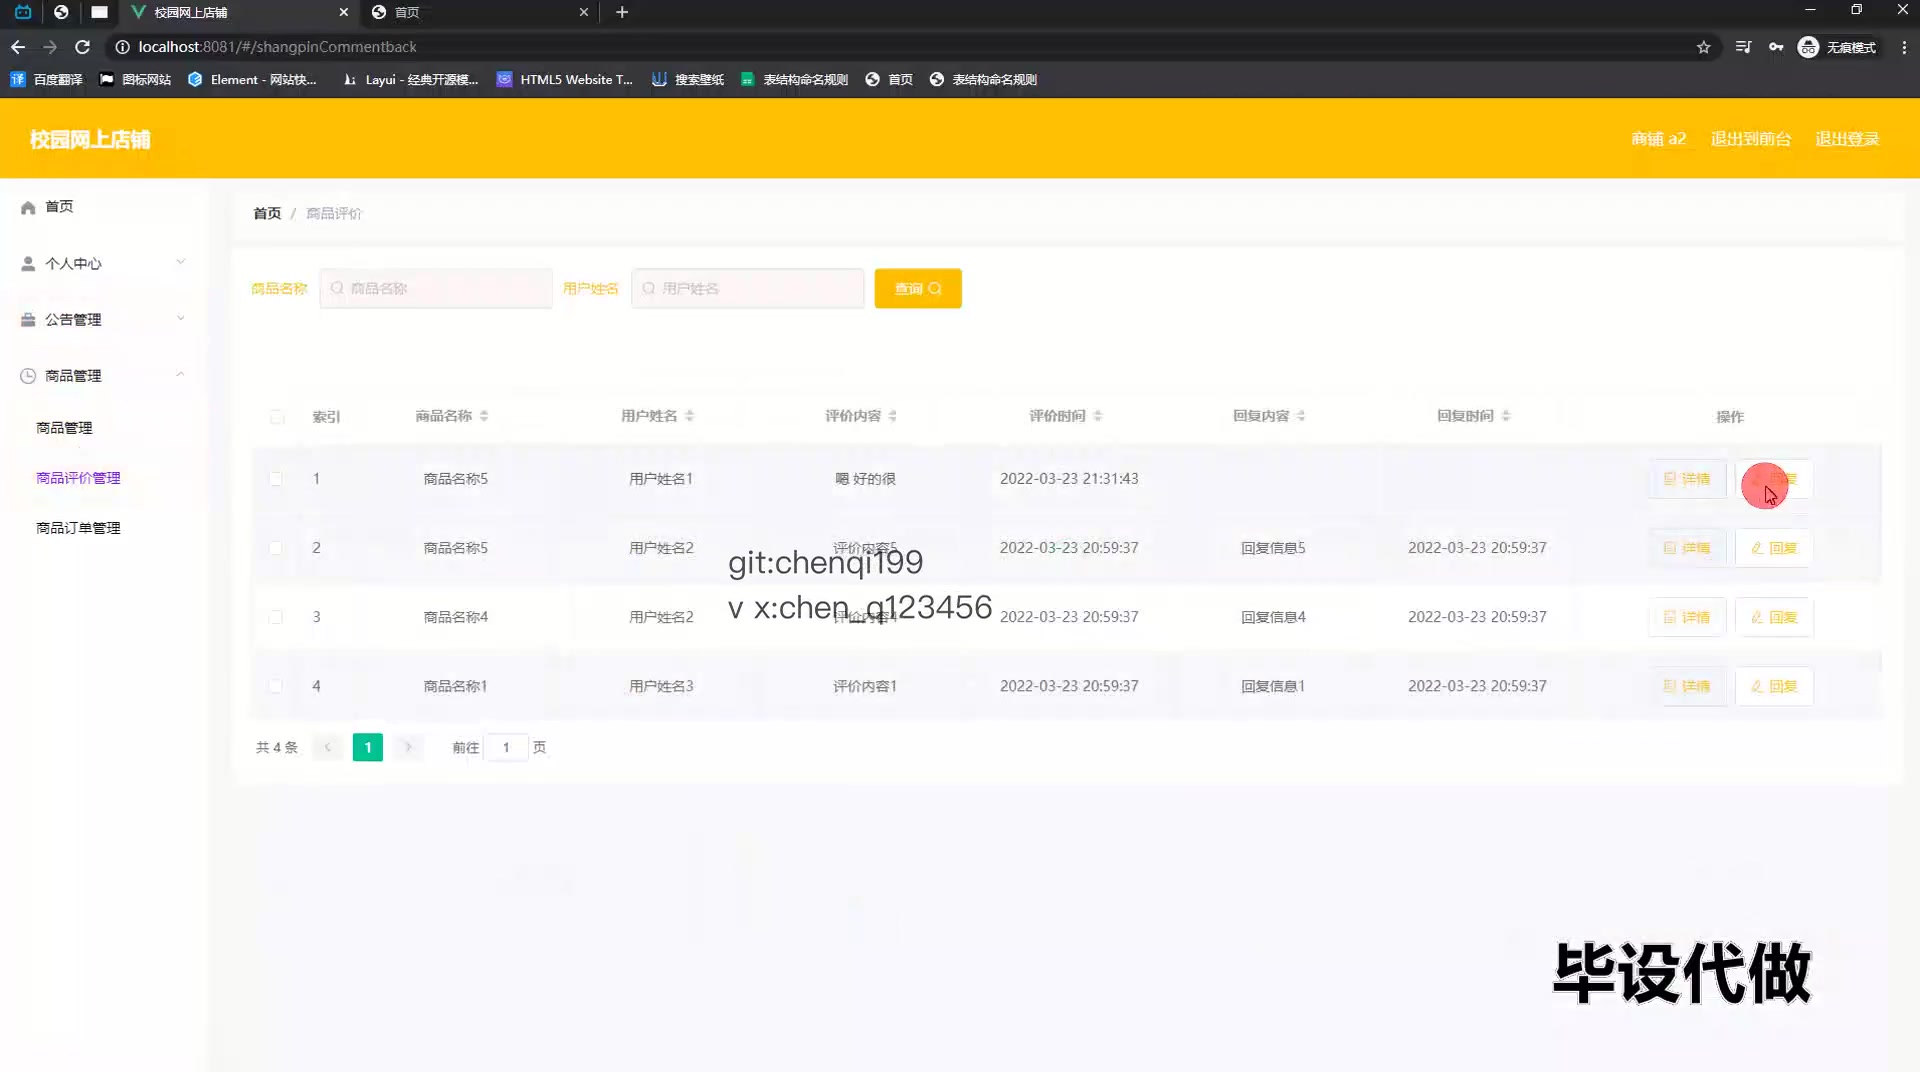 校园网上店铺
首页
localhost:8081/#/shangpinCommentback
无痕模式
百度翻译
图标网站
Element - 网站快...
Layui - 经典开源模...
HTML5 Website T...
搜索壁纸
表结构命名规则
首页
表结构命名规则
校园网上店铺
商铺 a2
退出到前台
退出登录
首页
个人中心
公告管理
商品管理
商品管理
商品评价管理
商品订单管理
首页 / 商品评价
商品名称
商品名称
用户姓名
用户姓名
查询
索引 商品名称 用户姓名 评价内容 评价时间 回复内容 回复时间 操作
1 商品名称5 用户姓名1 嗯 好的很 2022-03-23 21:31:43 详情 回复
2 商品名称5 用户姓名2 评价内容5 2022-03-23 20:59:37 回复信息5 2022-03-23 20:59:37 详情 回复
git:chenqi199
3 商品名称4 用户姓名2 评价内容4 2022-03-23 20:59:37 回复信息4 2022-03-23 20:59:37 详情 回复
v x:chen_q123456
4 商品名称1 用户姓名3 评价内容1 2022-03-23 20:59:37 回复信息1 2022-03-23 20:59:37 详情 回复
共 4 条 1 前往 1 页
毕设代做